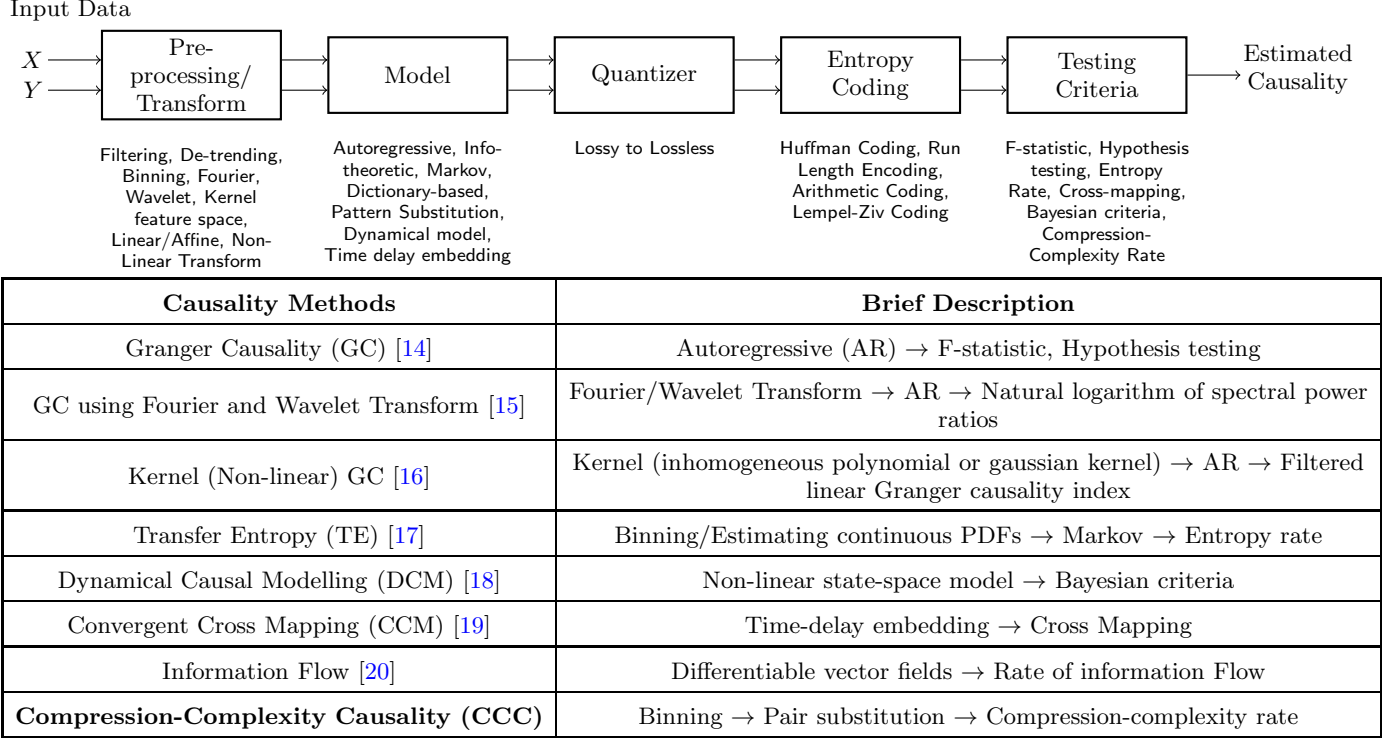 Input Data
X
Y
Pre-
processing/
Transform
Model
Quantizer
Entropy
Coding
Testing
Criteria
Estimated
Causality
Filtering, De-trending,
Binning, Fourier,
Wavelet, Kernel
feature space,
Linear/Affine, Non-
Linear Transform
Autoregressive, Info-
theoretic, Markov,
Dictionary-based,
Pattern Substitution,
Dynamical model,
Time delay embedding
Lossy to Lossless
Huffman Coding, Run
Length Encoding,
Arithmetic Coding,
Lempel-Ziv Coding
F-statistic, Hypothesis
testing, Entropy
Rate, Cross-mapping,
Bayesian criteria,
Compression-
Complexity Rate
Causality Methods
Brief Description
Granger Causality (GC) [14]
Autoregressive (AR) → F-statistic, Hypothesis testing
GC using Fourier and Wavelet Transform [15]
Fourier/Wavelet Transform → AR → Natural logarithm of spectral power
ratios
Kernel (Non-linear) GC [16]
Kernel (inhomogeneous polynomial or gaussian kernel) → AR → Filtered
linear Granger causality index
Transfer Entropy (TE) [17]
Binning/Estimating continuous PDFs → Markov → Entropy rate
Dynamical Causal Modelling (DCM) [18]
Non-linear state-space model → Bayesian criteria
Convergent Cross Mapping (CCM) [19]
Time-delay embedding → Cross Mapping
Information Flow [20]
Differentiable vector fields → Rate of information Flow
Compression-Complexity Causality (CCC)
Binning → Pair substitution → Compression-complexity rate